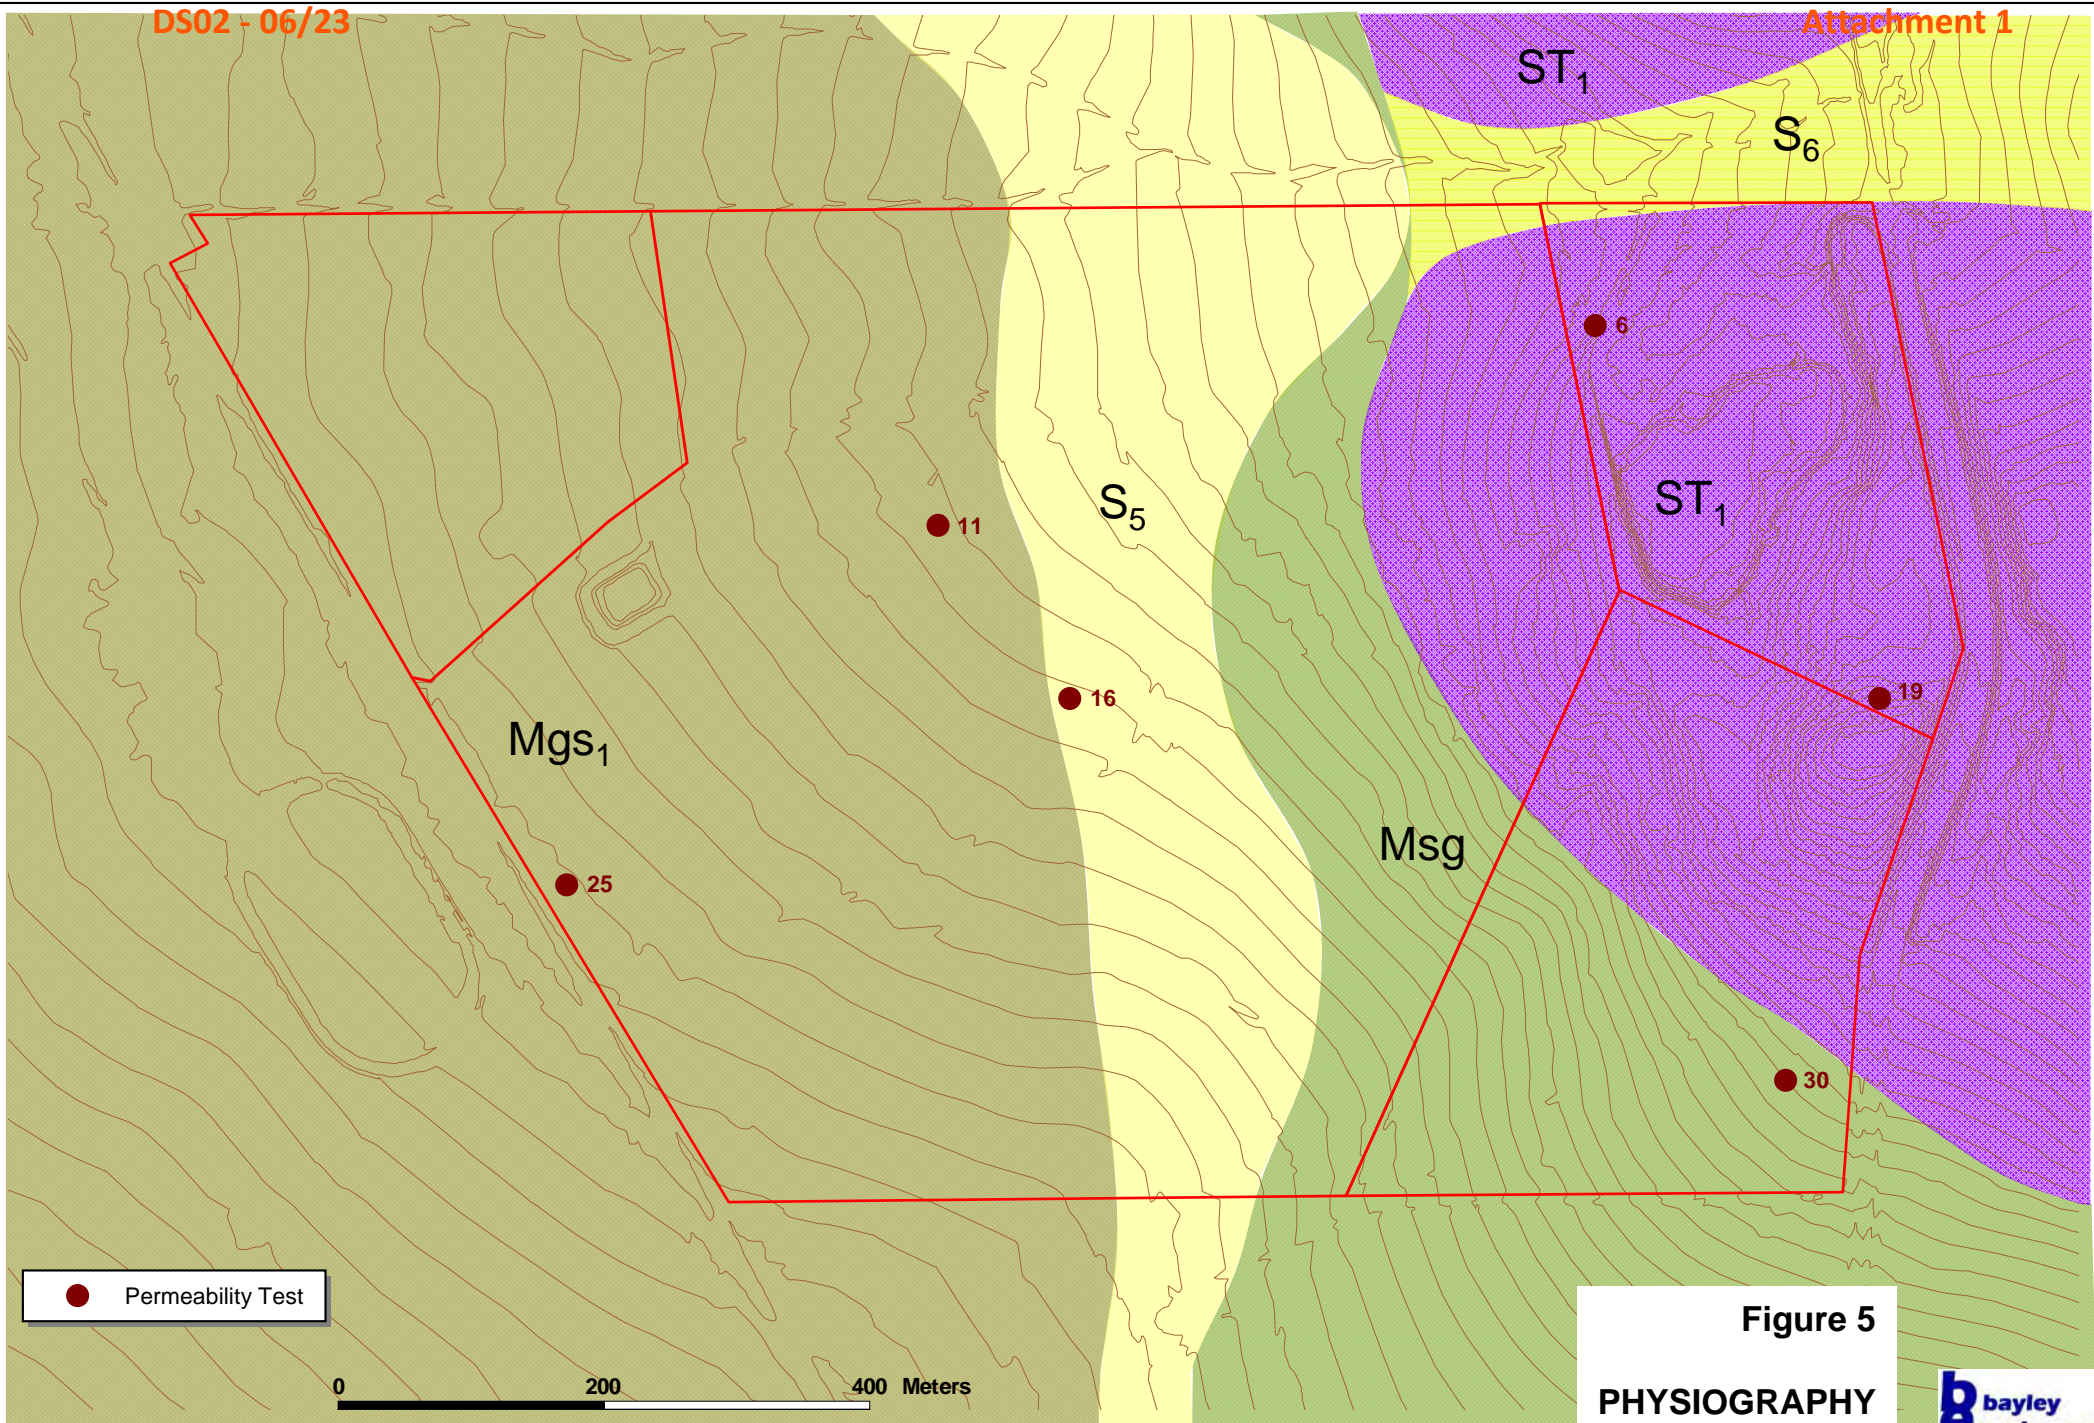 DS02 - 06/23
Attachment 1
ST1
S6
6
S5
ST1
11
16
19
Mgs1
Msg
25
30
Permeability Test
Figure 5
0 200 400 Meters
PHYSIOGRAPHY
bayley